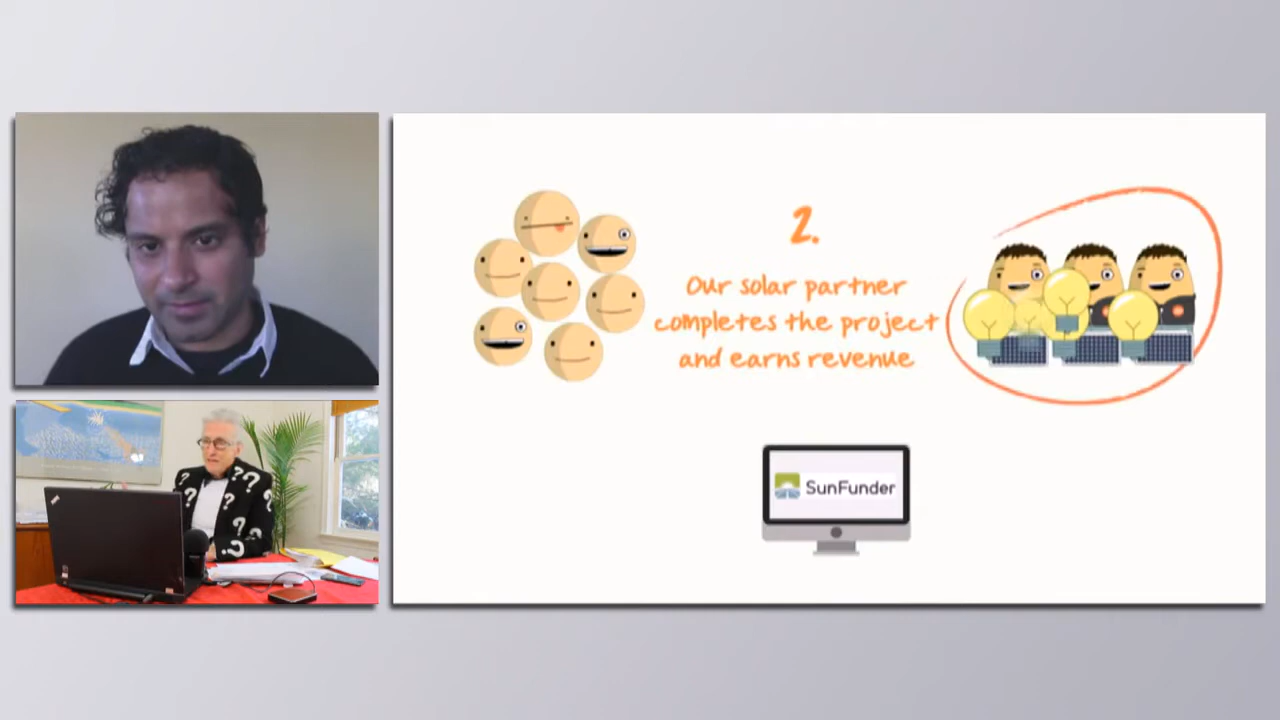 2.
Our solar partner
completes the project
and earns revenue
SunFunder
? ? ? ? ? ? ? ?